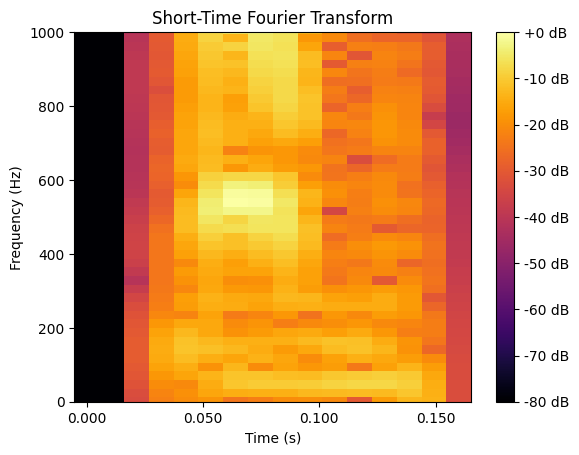 Short-Time Fourier Transform
1000
800
600
400
200
0
Frequency (Hz)
0.000
0.050
0.100
0.150
Time (s)
+0 dB
-10 dB
-20 dB
-30 dB
-40 dB
-50 dB
-60 dB
-70 dB
-80 dB